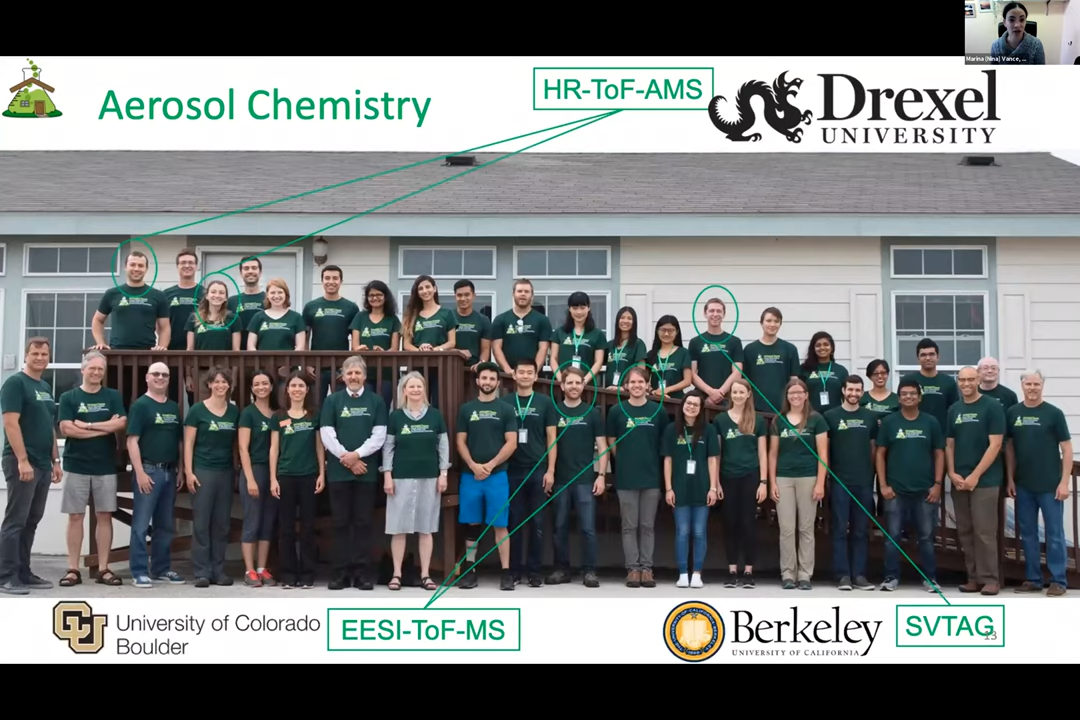 Marina (Nina) Vance, ...
Aerosol Chemistry
HR-ToF-AMS
Drexel
UNIVERSITY
University of Colorado
Boulder
EESI-ToF-MS
Berkeley
UNIVERSITY OF CALIFORNIA
SVTAG
13